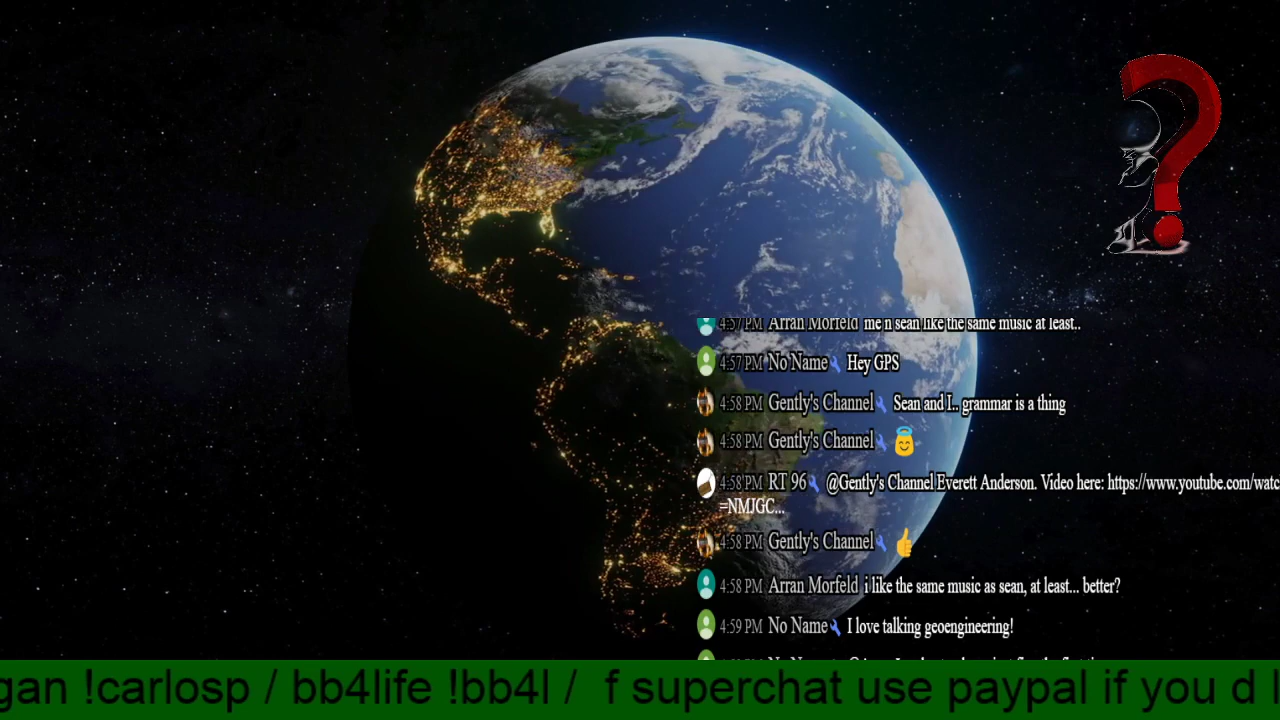 4:57 PM Arran Morfeld me n sean like the same music at least..
4:57 PM No Name Hey GPS
4:58 PM Gently's Channel Sean and I.. grammar is a thing
4:58 PM Gently's Channel 😇
4:58 PM RT 96 @Gently's Channel Everett Anderson. Video here: https://www.youtube.com/watc
=NMJGC...
4:58 PM Gently's Channel 👍
4:58 PM Arran Morfeld i like the same music as sean, at least... better?
4:59 PM No Name I love talking geoengineering!
gan !carlosp / bb4life !bb4l / f superchat use paypal if you d l